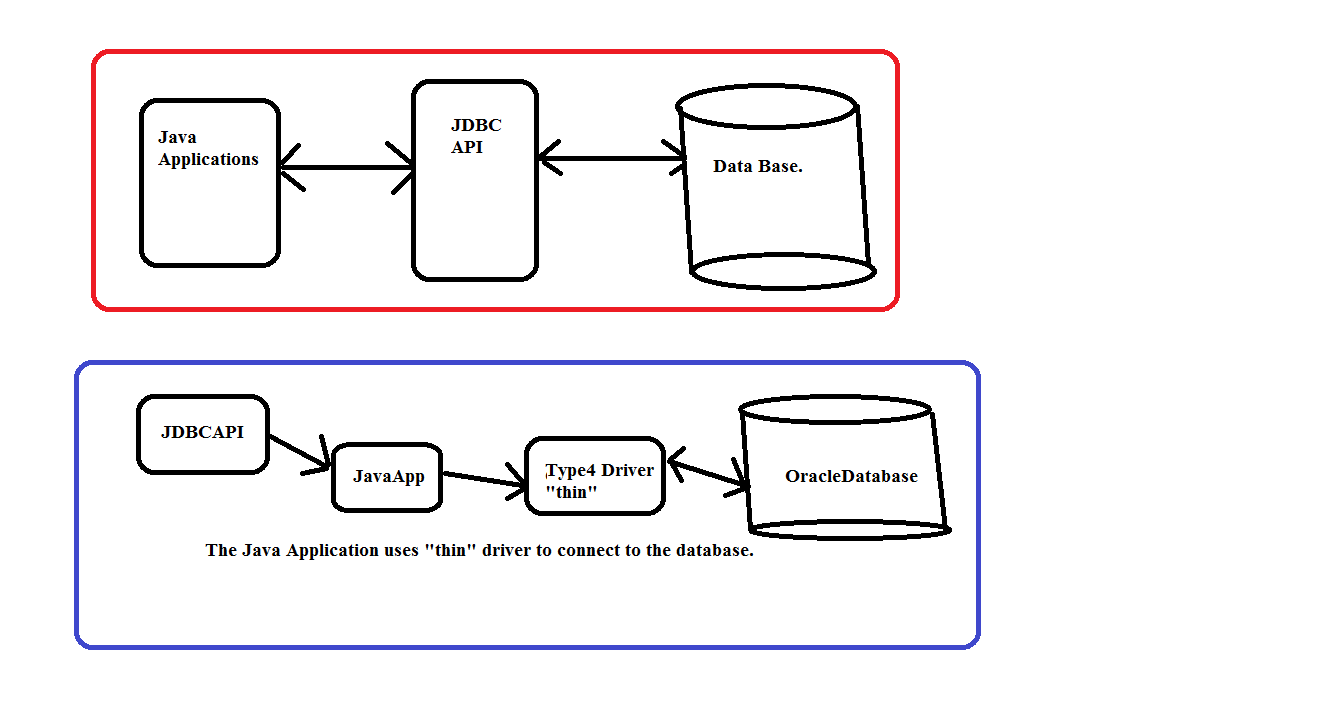 Java
Applications
JDBC
API
Data Base.
JDBCAPI
JavaApp
Type4 Driver
"thin"
OracleDatabase
The Java Application uses "thin" driver to connect to the database.